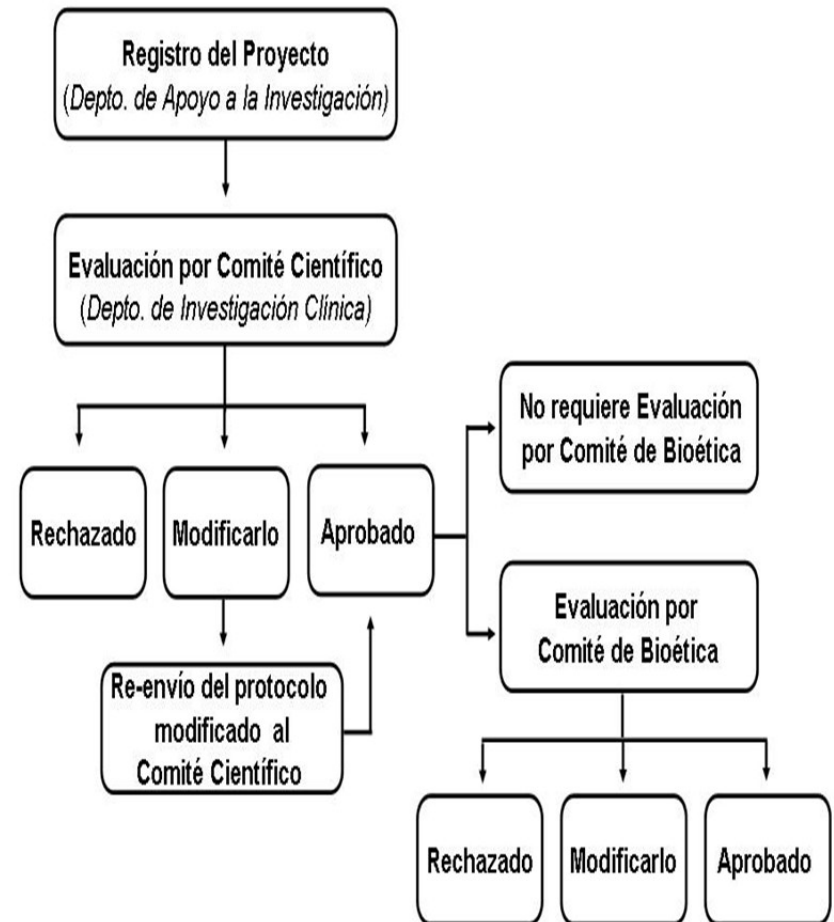 Registro del Proyecto
(Depto. de Apoyo a la Investigación)
Evaluación por Comité Científico
(Depto. de Investigación Clínica)
Rechazado
Modificarlo
Aprobado
Re-envío del protocolo
modificado al
Comité Científico
No requiere Evaluación
por Comité de Bioética
Evaluación por
Comité de Bioética
Rechazado
Modificarlo
Aprobado